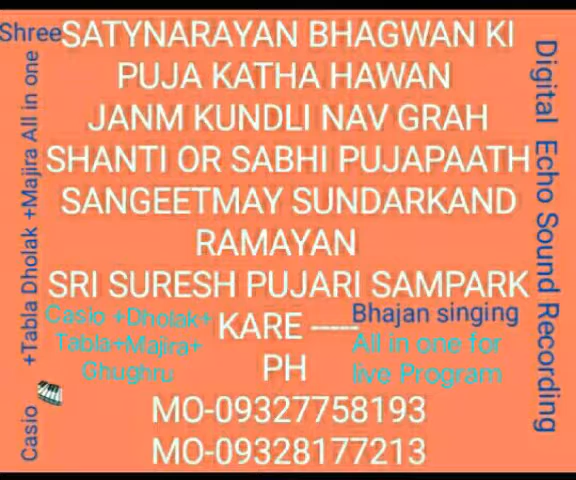 Shree SATYNARAYAN BHAGWAN KI
PUJA KATHA HAWAN
JANM KUNDLI NAV GRAH
SHANTI OR SABHI PUJAPAATH
SANGEETMAY SUNDARKAND
RAMAYAN
SRI SURESH PUJARI SAMPARK
KARE -----
PH
MO-09327758193
MO-09328177213
Casio +Dholak+
Tabla+Majira+
Ghughru
Bhajan singing
All in one for
live Program
Casio +Tabla Dholak +Majira All in one
Digital Echo Sound Recording